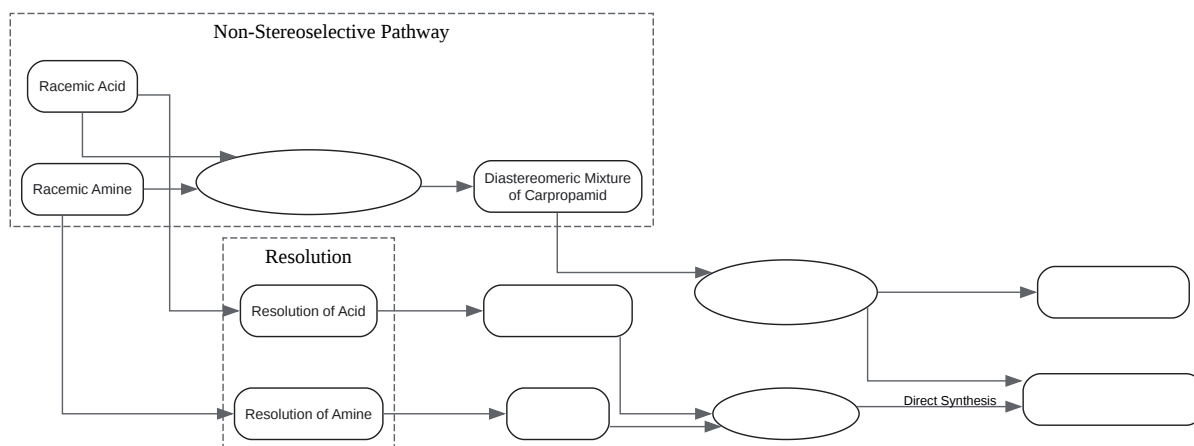 Non-Stereoselective Pathway
Racemic Acid
Racemic Amine
Diastereomeric Mixture
of Carpropamid
Resolution
Resolution of Acid
Resolution of Amine
Direct Synthesis